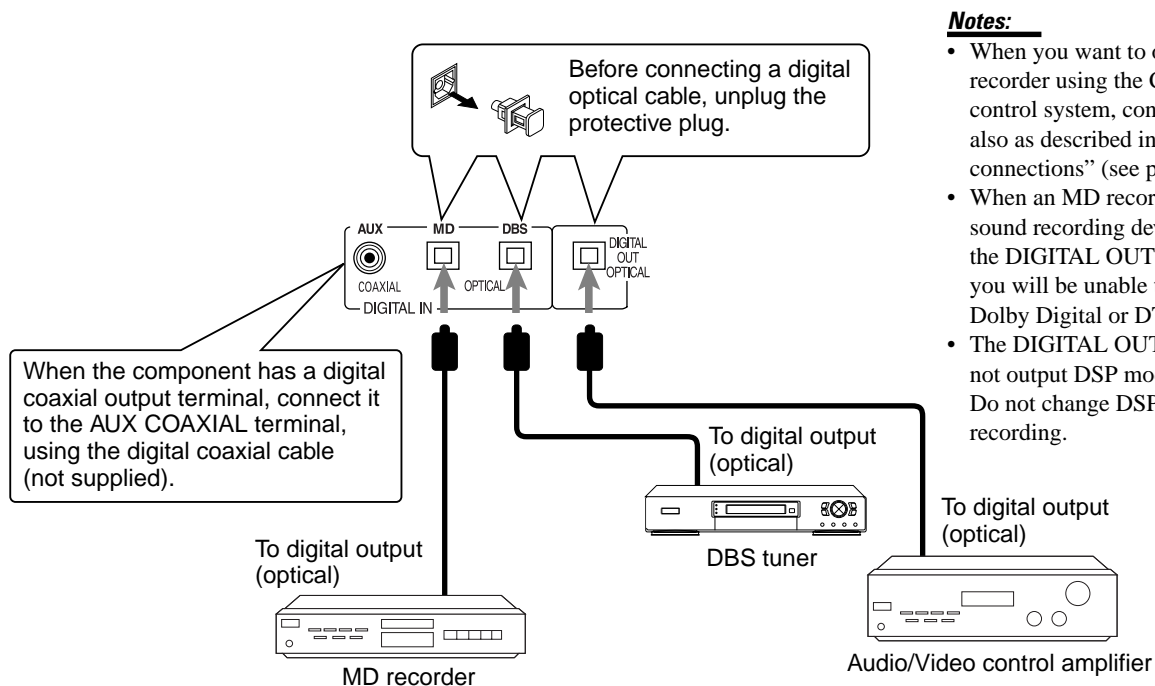 Notes:
• When you want to
recorder using the
control system,
also as described in
connections” (see
• When an MD
sound recording
the DIGITAL OUT
you will be unable
Dolby Digital or
• The DIGITAL OUT
not output DSP
Do not change DSP
recording.
Before connecting a digital
optical cable, unplug the
protective plug.
AUX
MD
DBS
COAXIAL
OPTICAL
DIGITAL IN
DIGITAL
OUT
OPTICAL
When the component has a digital
coaxial output terminal, connect it
to the AUX COAXIAL terminal,
using the digital coaxial cable
(not supplied).
To digital output
(optical)
MD recorder
To digital output
(optical)
DBS tuner
To digital output
(optical)
Audio/Video control amplifier